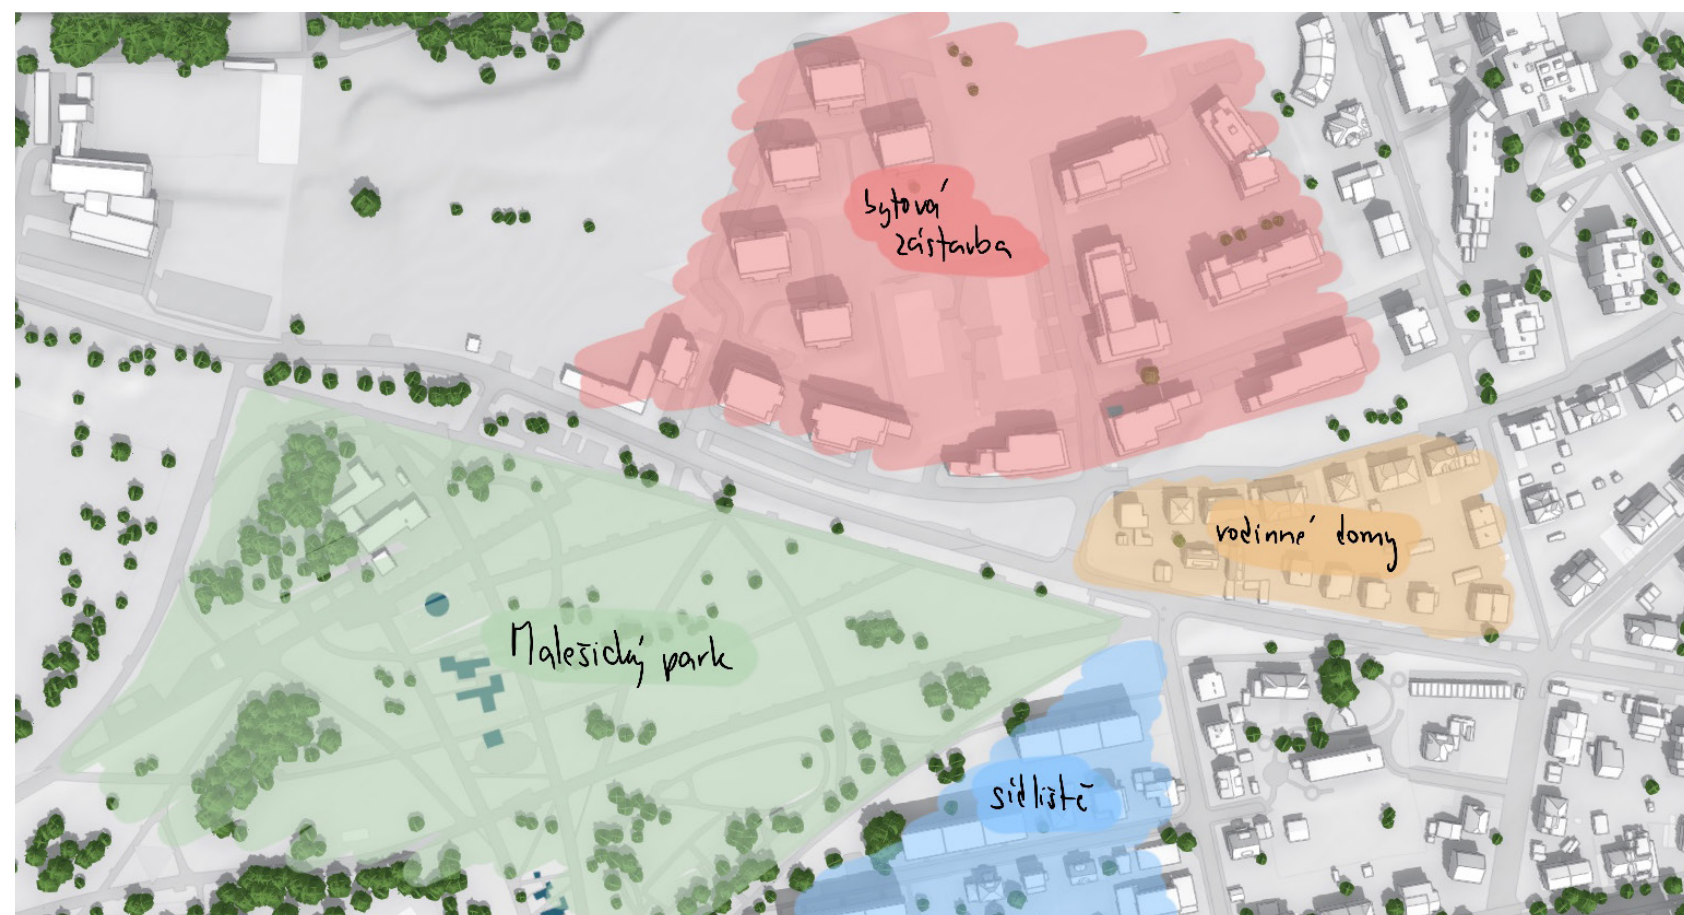 bytová
zástavba
rodinné domy
Malešický park
sídliště